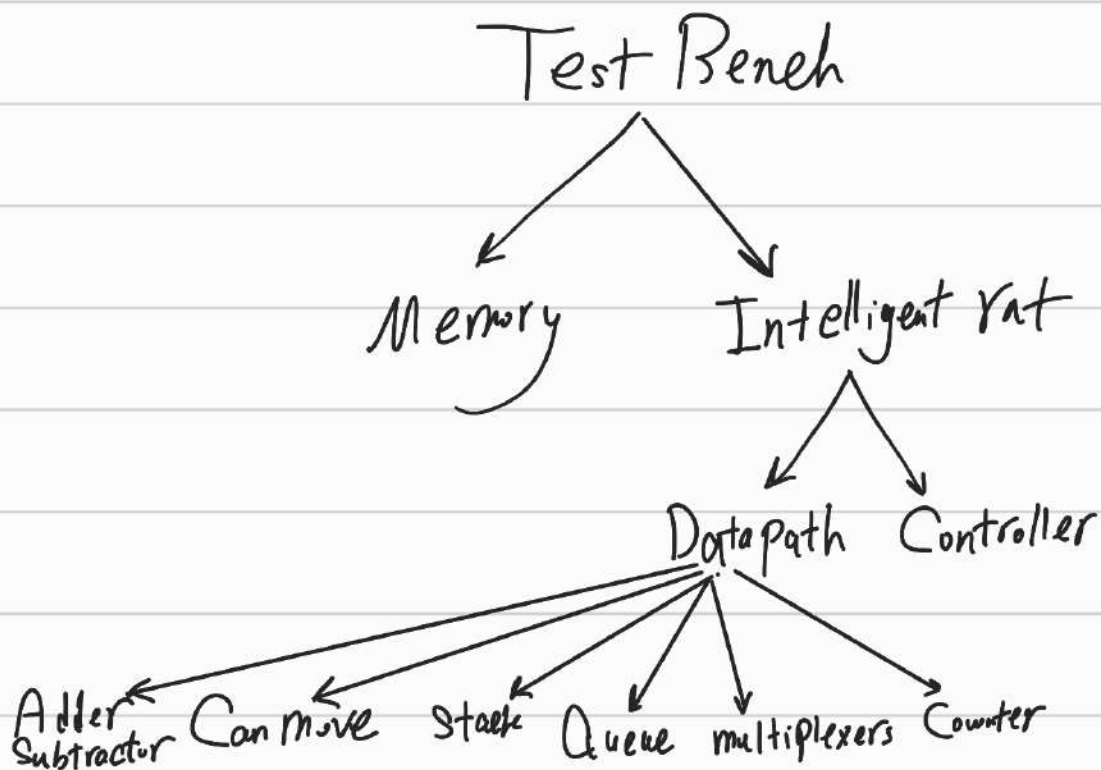 Test Bench
Memory Intelligent rat
Datapath Controller
Adder Subtractor Can move Stack Queue multiplexers Counter